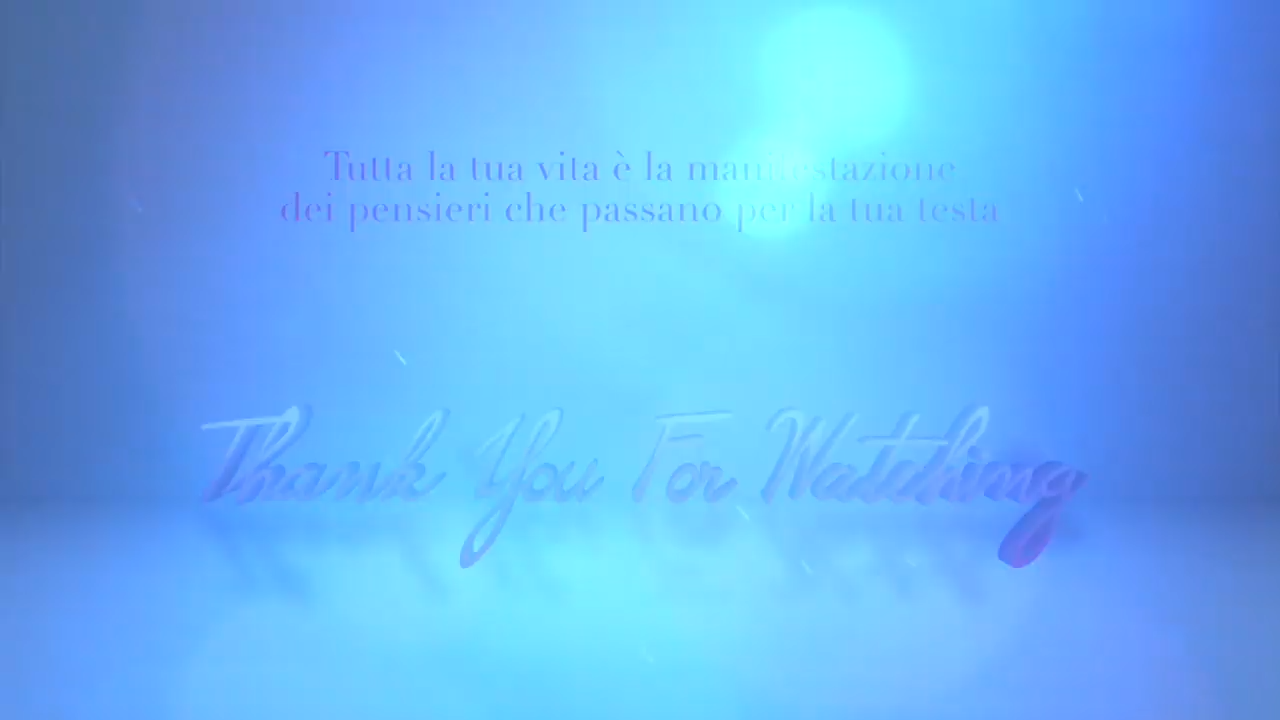 Tutta la tua vita è la manifestazione
dei pensieri che passano per la tua testa
Thank You For Watching